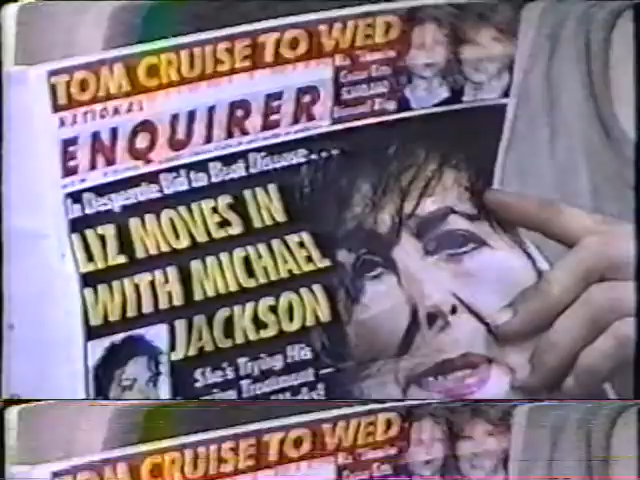 TOM CRUISE TO WED
NATIONAL
ENQUIRER
In Desperate Bid to Beat Disease...
LIZ MOVES IN
WITH MICHAEL
JACKSON
She's Trying His
Treatment —
TOM CRUISE TO WED